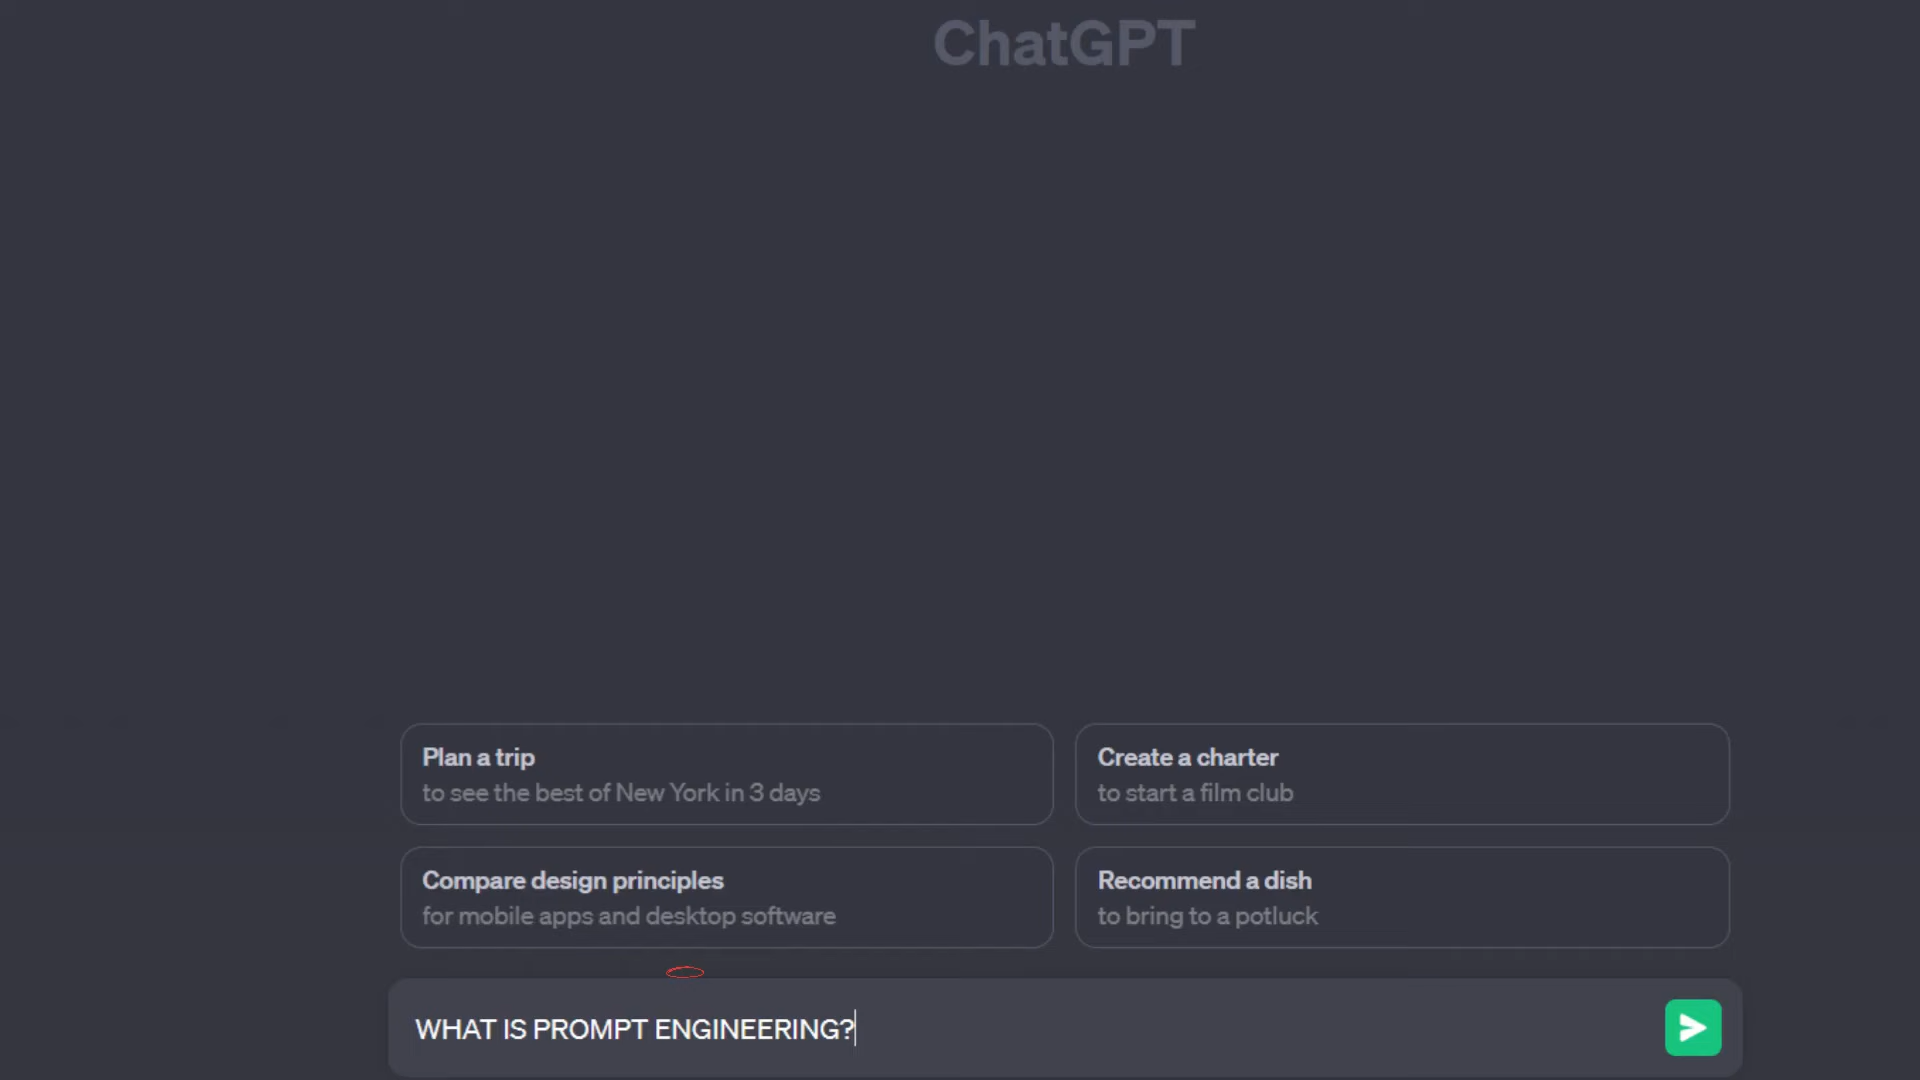 ChatGPT
Plan a trip
to see the best of New York in 3 days
Create a charter
to start a film club
Compare design principles
for mobile apps and desktop software
Recommend a dish
to bring to a potluck
WHAT IS PROMPT ENGINEERING?